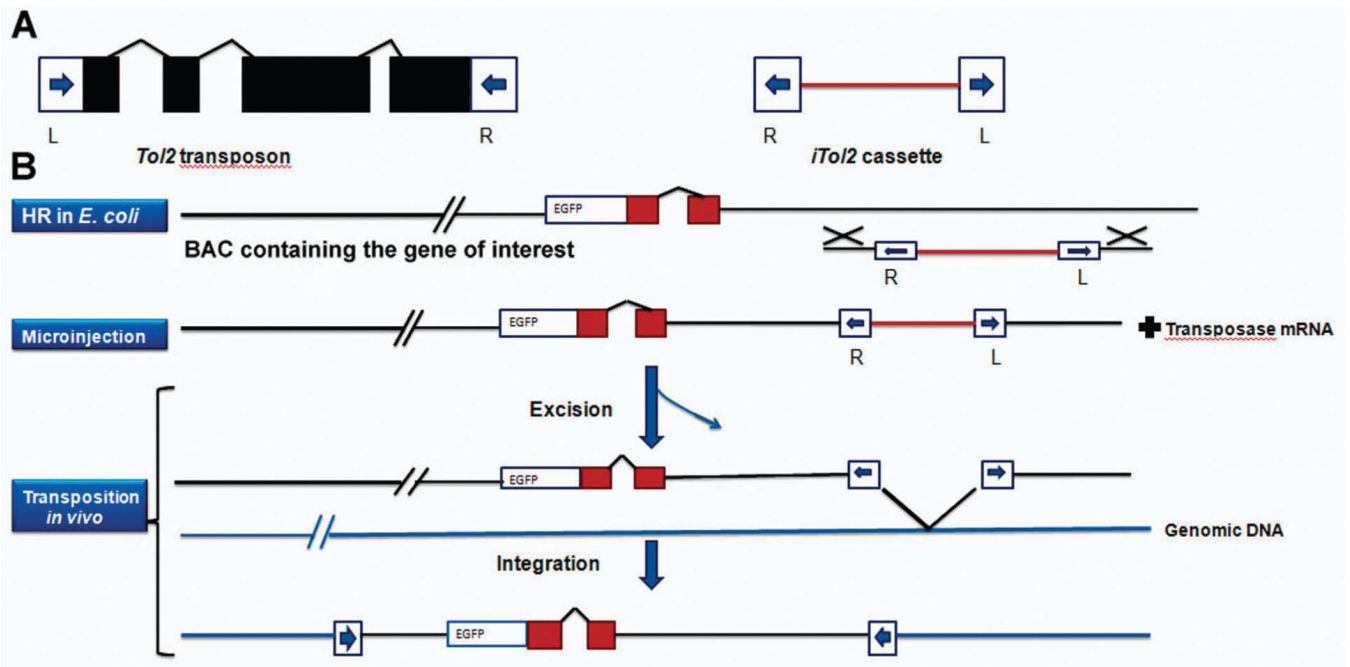 A
L
R
Tol2 transposon
R
L
iTol2 cassette
B
HR in E. coli
EGFP
BAC containing the gene of interest
R
L
Microinjection
EGFP
Transposase mRNA
R
L
Excision
Transposition
in vivo
EGFP
Genomic DNA
Integration
EGFP